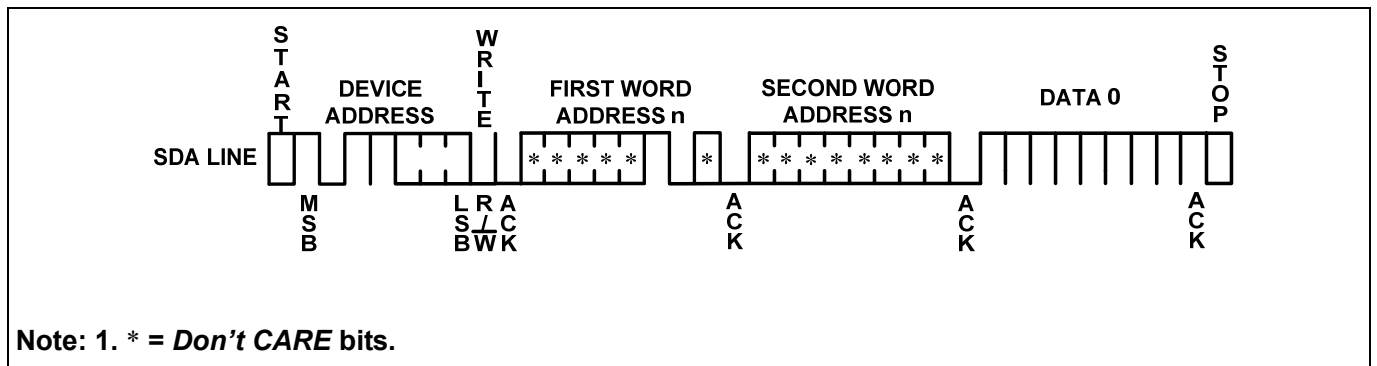 START
WRITE
STOP
DEVICE
ADDRESS
FIRST WORD
ADDRESS n
SECOND WORD
ADDRESS n
DATA 0
SDA LINE
* * * * *
*
* * * * * * * *
MSB
LSB
R/W
ACK
ACK
ACK
ACK
Note: 1. * = Don't CARE bits.